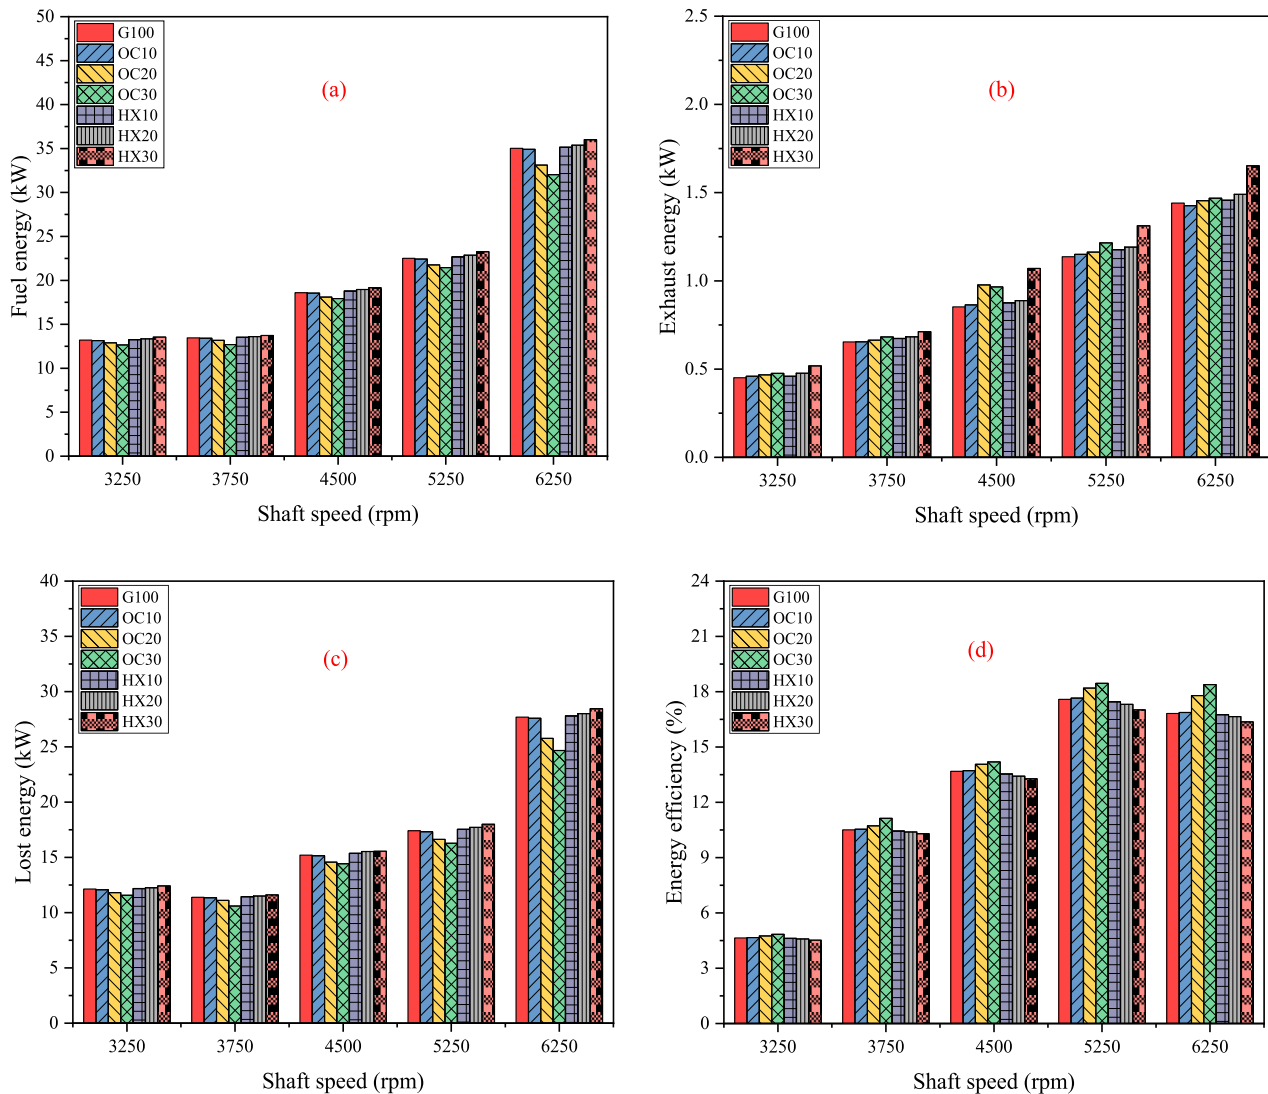 50
45
40
35
30
25
20
15
10
5
0
Fuel energy (kW)
G100
OC10
OC20
OC30
HX10
HX20
HX30
(a)
3250 3750 4500 5250 6250
Shaft speed (rpm)
2.5
2.0
1.5
1.0
0.5
0.0
Exhaust energy (kW)
G100
OC10
OC20
OC30
HX10
HX20
HX30
(b)
3250 3750 4500 5250 6250
Shaft speed (rpm)
40
35
30
25
20
15
10
5
0
Lost energy (kW)
G100
OC10
OC20
OC30
HX10
HX20
HX30
(c)
3250 3750 4500 5250 6250
Shaft speed (rpm)
24
21
18
15
12
9
6
3
0
Energy efficiency (%)
G100
OC10
OC20
OC30
HX10
HX20
HX30
(d)
3250 3750 4500 5250 6250
Shaft speed (rpm)